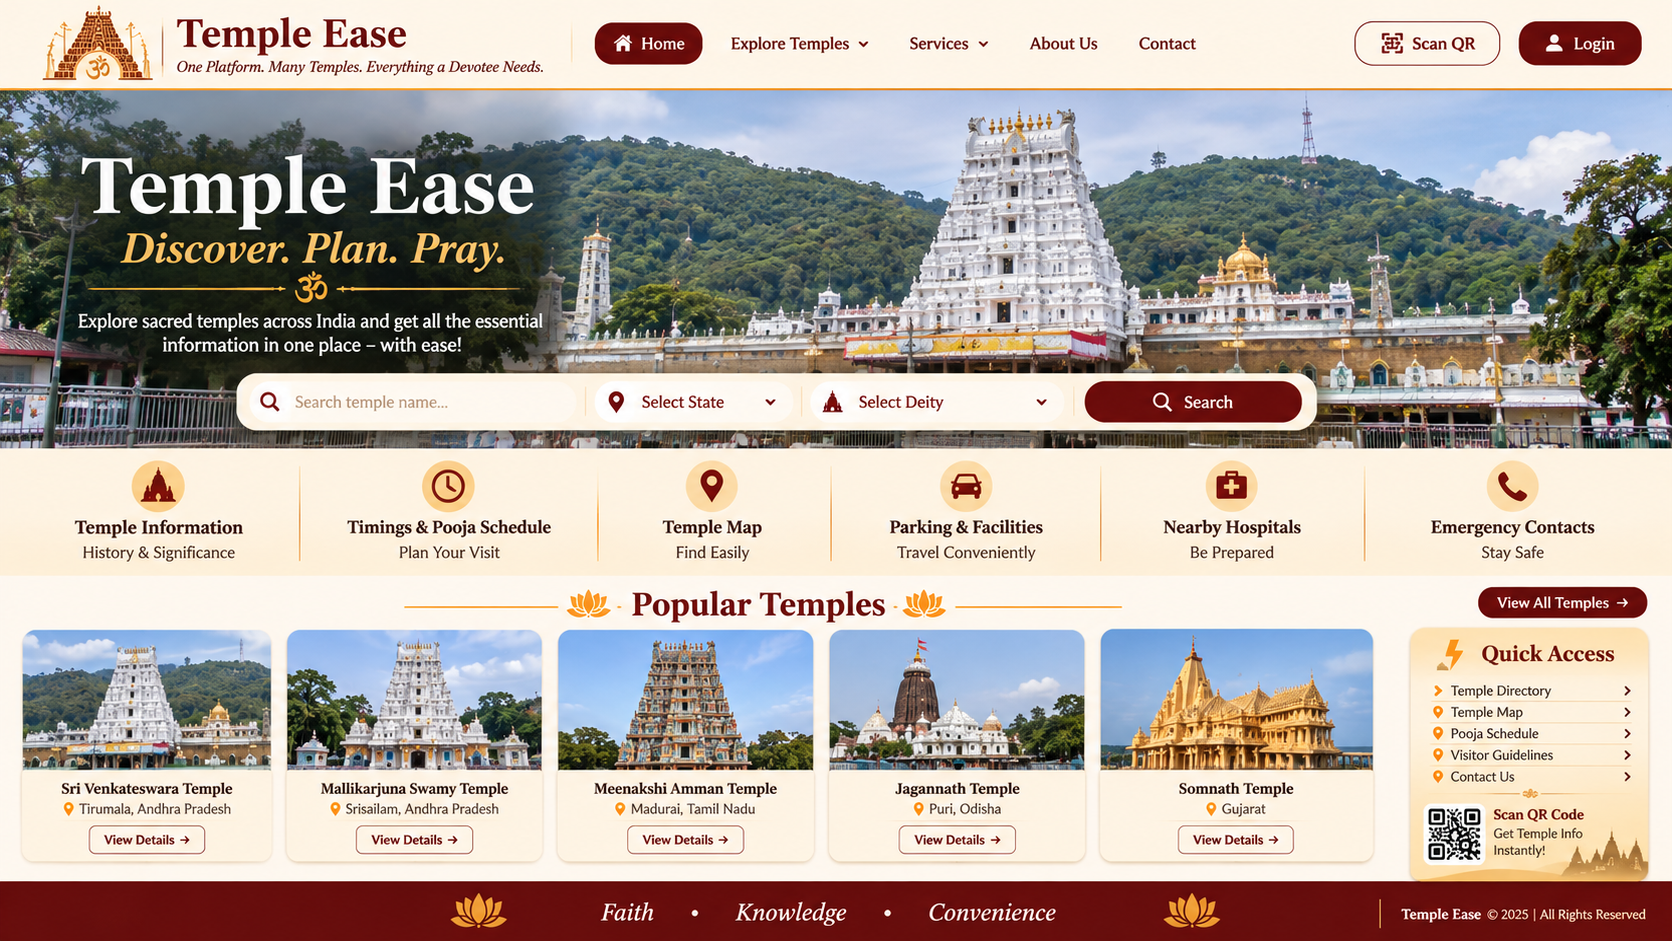 Temple Ease
One Platform. Many Temples. Everything a Devotee Needs.
Home
Explore Temples
Services
About Us
Contact
Scan QR
Login
Temple Ease
Discover. Plan. Pray.
ॐ
Explore sacred temples across India and get all the essential
information in one place – with ease!
Search temple name...
Select State
Select Deity
Search
Temple Information
History & Significance
Timings & Pooja Schedule
Plan Your Visit
Temple Map
Find Easily
Parking & Facilities
Travel Conveniently
Nearby Hospitals
Be Prepared
Emergency Contacts
Stay Safe
Popular Temples
View All Temples →
Sri Venkateswara Temple
Tirumala, Andhra Pradesh
View Details →
Mallikarjuna Swamy Temple
Srisailam, Andhra Pradesh
View Details →
Meenakshi Amman Temple
Madurai, Tamil Nadu
View Details →
Jagannath Temple
Puri, Odisha
View Details →
Somnath Temple
Gujarat
View Details →
Quick Access
Temple Directory
Temple Map
Pooja Schedule
Visitor Guidelines
Contact Us
Scan QR Code
Get Temple Info
Instantly!
Faith • Knowledge • Convenience
Temple Ease © 2025 | All Rights Reserved